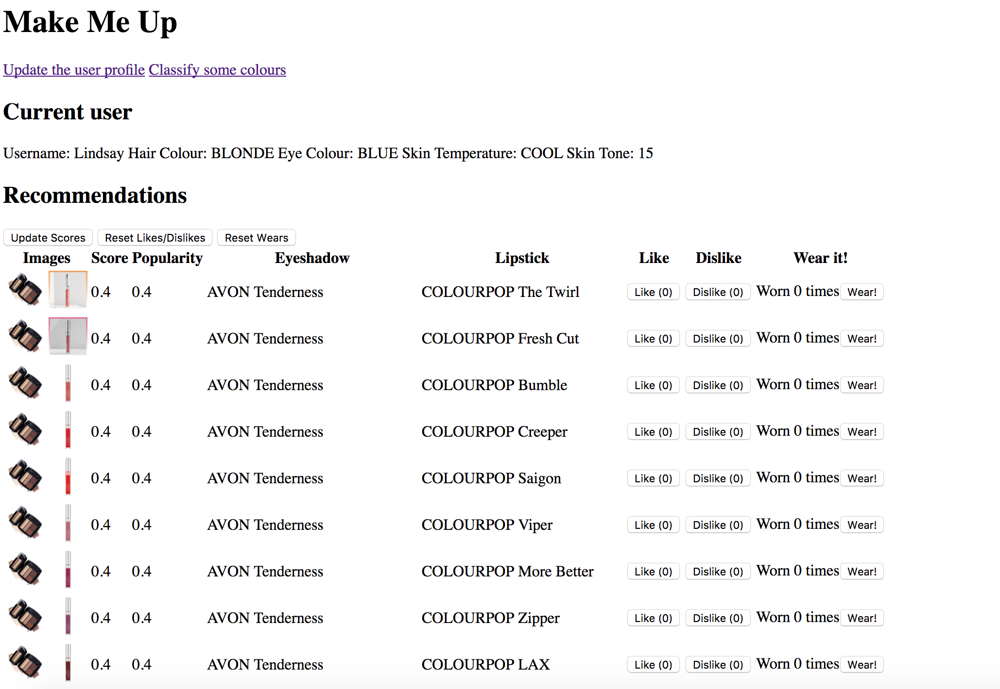 Make Me Up
Update the user profile Classify some colours
Current user
Username: Lindsay Hair Colour: BLONDE Eye Colour: BLUE Skin Temperature: COOL Skin Tone: 15
Recommendations
Update Scores Reset Likes/Dislikes Reset Wears
Images Score Popularity Eyeshadow Lipstick Like Dislike Wear it!
0.4 0.4 AVON Tenderness COLOURPOP The Twirl Like (0) Dislike (0) Worn 0 times Wear!
0.4 0.4 AVON Tenderness COLOURPOP Fresh Cut Like (0) Dislike (0) Worn 0 times Wear!
0.4 0.4 AVON Tenderness COLOURPOP Bumble Like (0) Dislike (0) Worn 0 times Wear!
0.4 0.4 AVON Tenderness COLOURPOP Creeper Like (0) Dislike (0) Worn 0 times Wear!
0.4 0.4 AVON Tenderness COLOURPOP Saigon Like (0) Dislike (0) Worn 0 times Wear!
0.4 0.4 AVON Tenderness COLOURPOP Viper Like (0) Dislike (0) Worn 0 times Wear!
0.4 0.4 AVON Tenderness COLOURPOP More Better Like (0) Dislike (0) Worn 0 times Wear!
0.4 0.4 AVON Tenderness COLOURPOP Zipper Like (0) Dislike (0) Worn 0 times Wear!
0.4 0.4 AVON Tenderness COLOURPOP LAX Like (0) Dislike (0) Worn 0 times Wear!